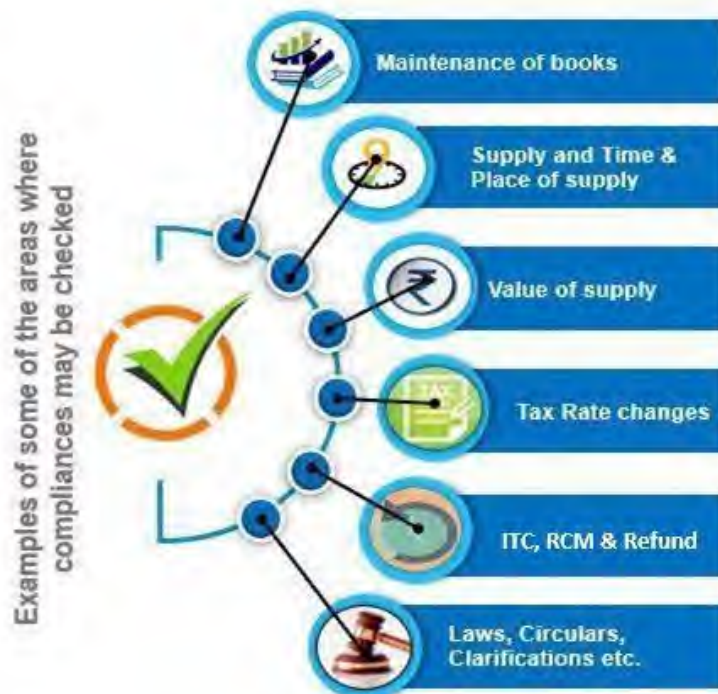 Examples of some of the areas where
compliances may be checked
Maintenance of books
Supply and Time &
Place of supply
Value of supply
TAX
Tax Rate changes
ITC, RCM & Refund
Laws, Circulars,
Clarifications etc.